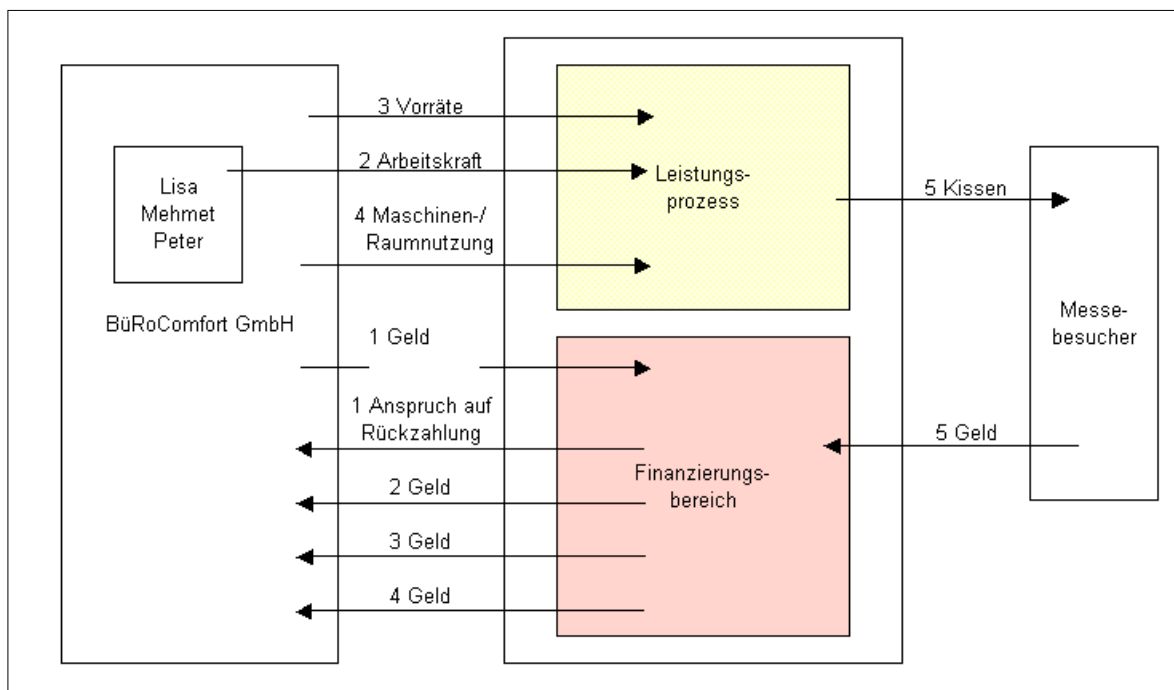 3 Vorräte
2 Arbeitskraft
Lisa
Mehmet
Peter
4 Maschinen-/
Raumnutzung
BüRoComfort GmbH
1 Geld
1 Anspruch auf
Rückzahlung
2 Geld
3 Geld
4 Geld
Leistungs-
prozess
Finanzierungs-
bereich
5 Kissen
5 Geld
Messe-
besucher